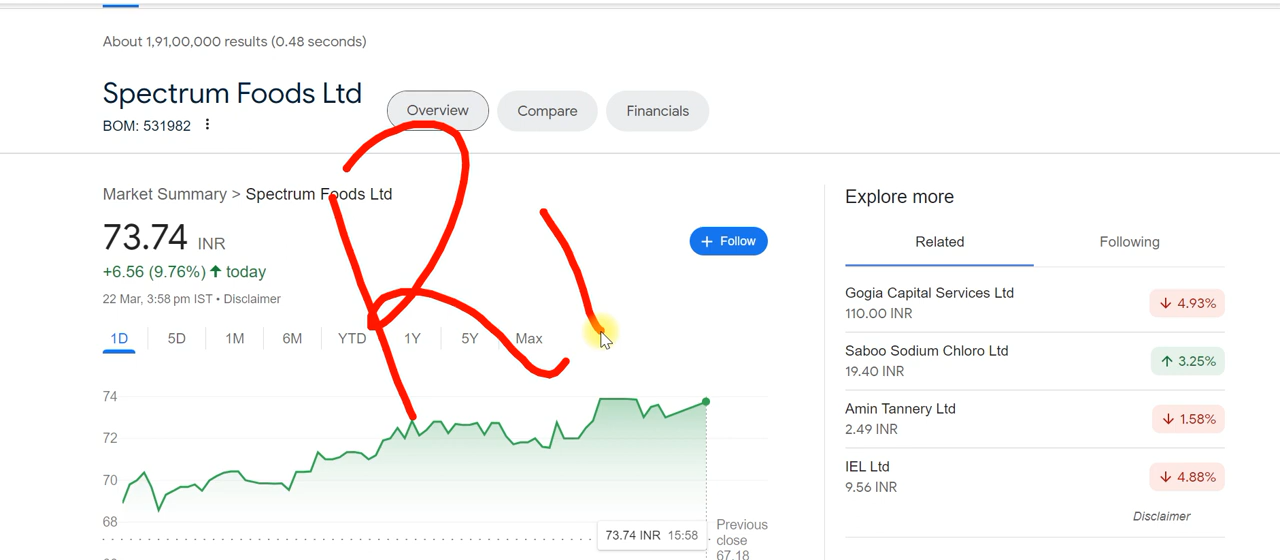 About 1,91,00,000 results (0.48 seconds)
Spectrum Foods Ltd
BOM: 531982
Overview
Compare
Financials
Market Summary > Spectrum Foods Ltd
73.74 INR
+6.56 (9.76%) today
22 Mar, 3:58 pm IST • Disclaimer
+ Follow
1D 5D 1M 6M YTD 1Y 5Y Max
74
72
70
68
73.74 INR 15:58
Previous
close
67.18
Explore more
Related Following
Gogia Capital Services Ltd
110.00 INR
4.93%
Saboo Sodium Chloro Ltd
19.40 INR
3.25%
Amin Tannery Ltd
2.49 INR
1.58%
IEL Ltd
9.56 INR
4.88%
Disclaimer